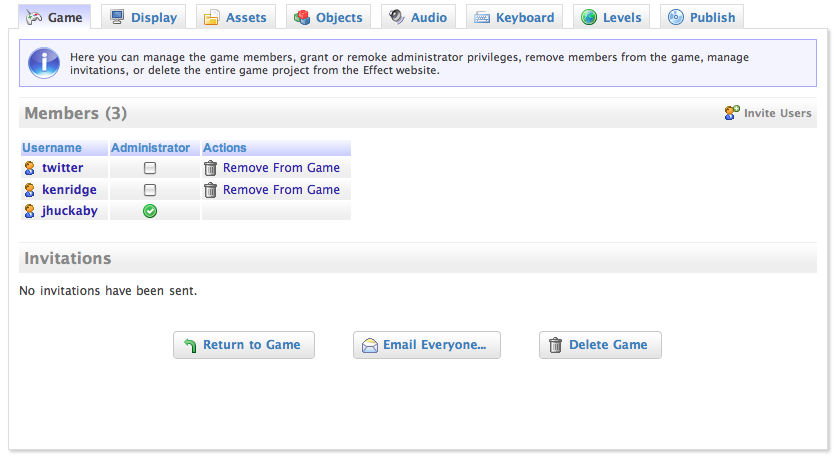 Game Display Assets Objects Audio Keyboard Levels Publish
Here you can manage the game members, grant or remoke administrator privileges, remove members from the game, manage
invitations, or delete the entire game project from the Effect website.
Members (3) Invite Users
Username Administrator Actions
twitter Remove From Game
kenridge Remove From Game
jhuckaby
Invitations
No invitations have been sent.
Return to Game Email Everyone... Delete Game